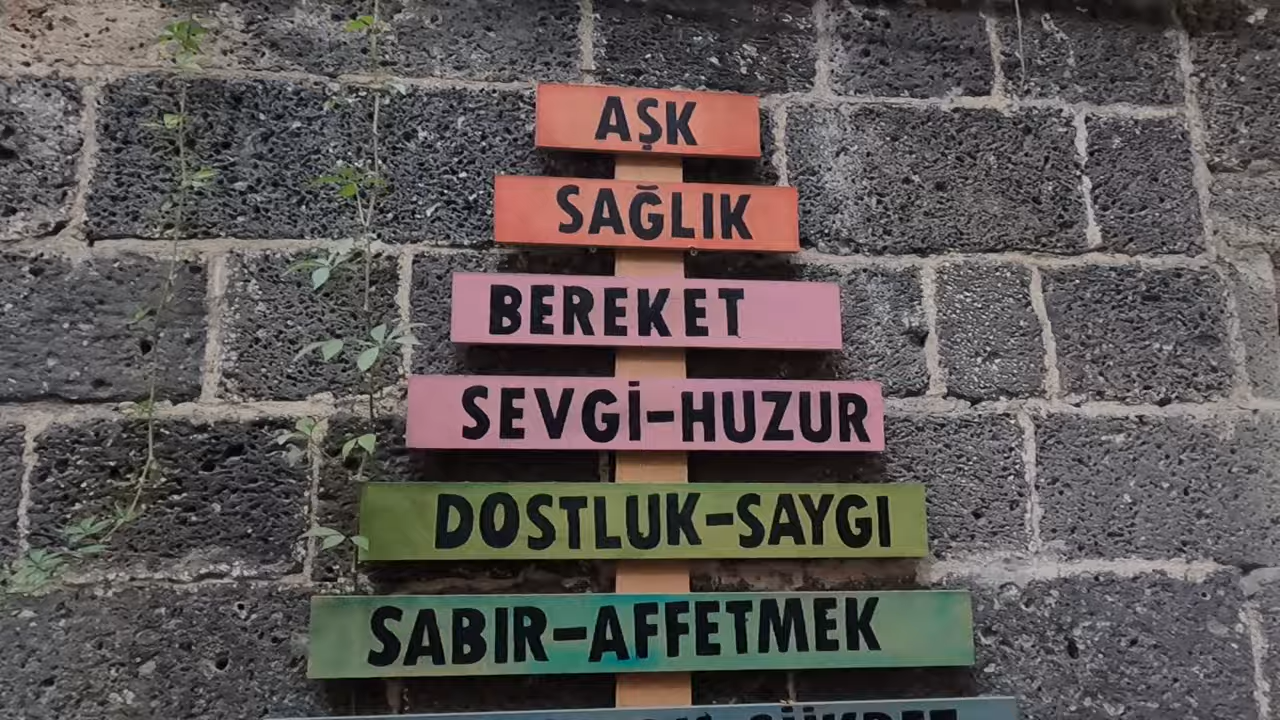 AŞK
SAĞLIK
BEREKET
SEVGİ-HUZUR
DOSTLUK-SAYGI
SABIR-AFFETMEK